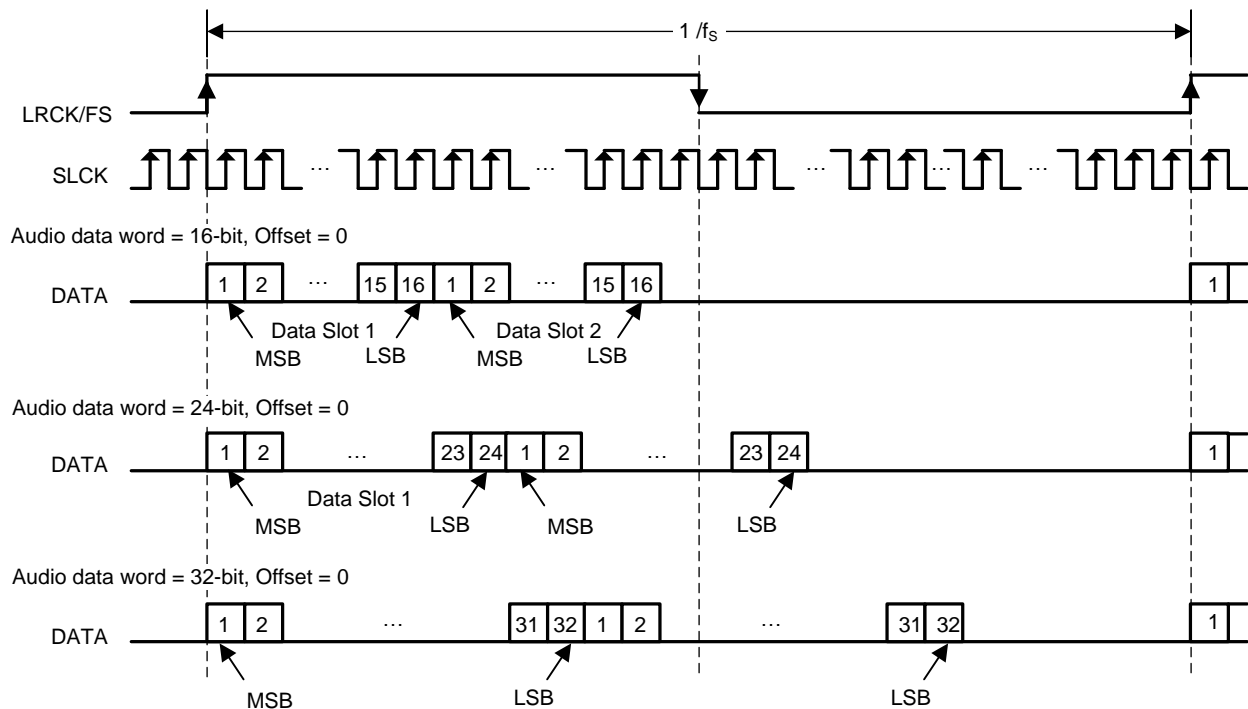 1 /fS
LRCK/FS
SLCK
… … … … …
Audio data word = 16-bit, Offset = 0
DATA 1 2 … 15 16 1 2 … 15 16 1
Data Slot 1 Data Slot 2
MSB LSB MSB LSB
Audio data word = 24-bit, Offset = 0
DATA 1 2 … 23 24 1 2 … 23 24 1
Data Slot 1
MSB LSB MSB LSB
Audio data word = 32-bit, Offset = 0
DATA 1 2 … 31 32 1 2 … 31 32 1
MSB LSB LSB